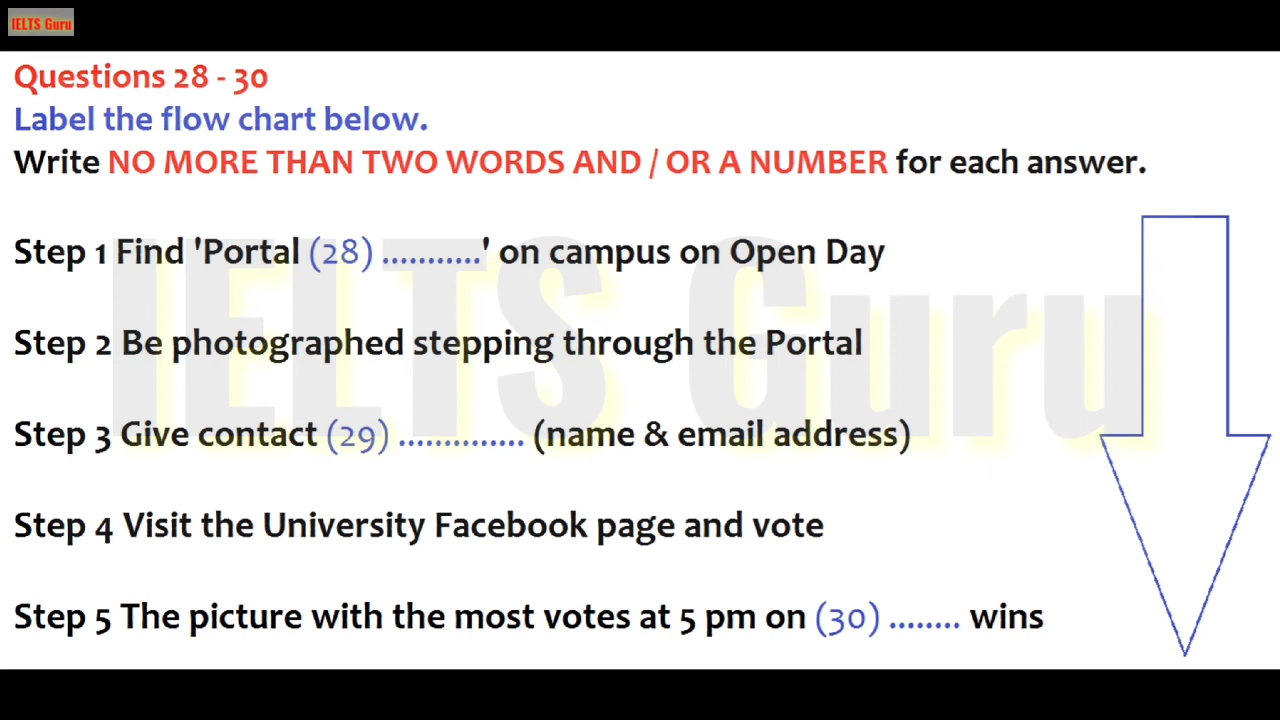 IELTS Guru
Questions 28 - 30
Label the flow chart below.
Write NO MORE THAN TWO WORDS AND / OR A NUMBER for each answer.
Step 1 Find 'Portal (28) ...........' on campus on Open Day
Step 2 Be photographed stepping through the Portal
Step 3 Give contact (29) .............. (name & email address)
Step 4 Visit the University Facebook page and vote
Step 5 The picture with the most votes at 5 pm on (30) ........ wins
IELTS Guru